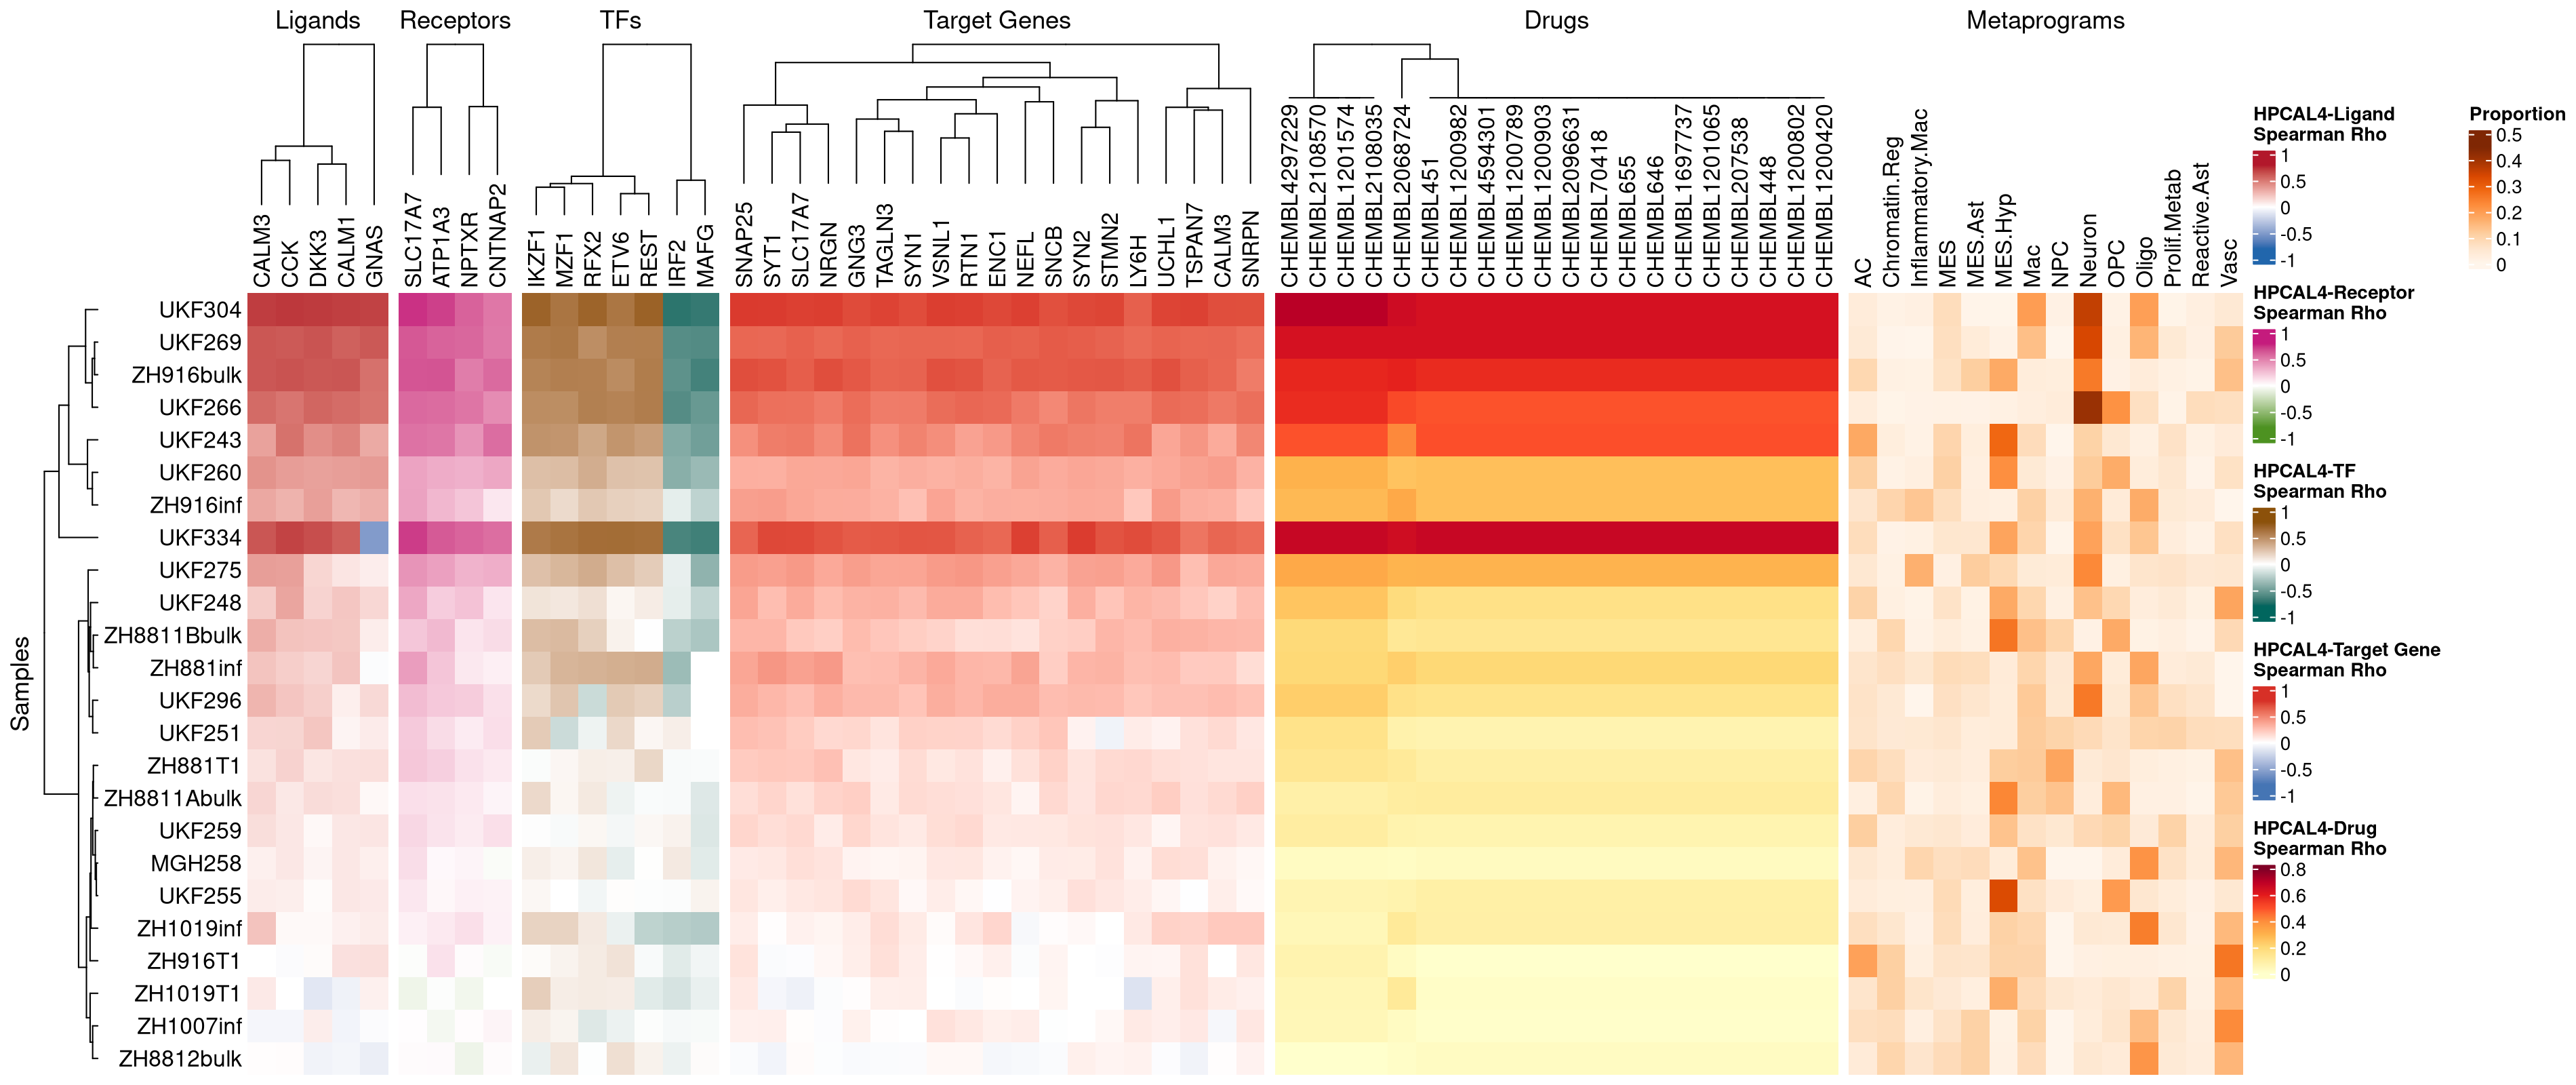 Ligands Receptors TFs Target Genes Drugs Metaprograms
CALM3
CCK
DKK3
CALM1
GNAS
SLC17A7
ATP1A3
NPTXR
CNTNAP2
IKZF1
MZF1
RFX2
ETV6
REST
IRF2
MAFG
SNAP25
SYT1
SLC17A7
NRGN
GNG3
TAGLN3
SYN1
VSNL1
RTN1
ENC1
NEFL
SNCB
SYN2
STMN2
LY6H
UCHL1
TSPAN7
CALM3
SNRPN
CHEMBL4297229
CHEMBL2108570
CHEMBL1201574
CHEMBL2108035
CHEMBL2068724
CHEMBL451
CHEMBL1200982
CHEMBL4594301
CHEMBL1200789
CHEMBL1200903
CHEMBL2096631
CHEMBL70418
CHEMBL655
CHEMBL646
CHEMBL1697737
CHEMBL1201065
CHEMBL2075538
CHEMBL448
CHEMBL1200802
CHEMBL1200420
AC
Chromatin.Reg
Inflammatory.Mac
MES
MES.Ast
MES.Hyp
Mac
NPC
Neuron
OPC
Oligo
Prolif.Metab
Reactive.Ast
Vasc
Samples
UKF304
UKF269
ZH916bulk
UKF266
UKF243
UKF260
ZH916inf
UKF334
UKF275
UKF248
ZH8811Bbulk
ZH881inf
UKF296
UKF251
ZH881T1
ZH8811Abulk
UKF259
MGH258
UKF255
ZH1019inf
ZH916T1
ZH1019T1
ZH1007inf
ZH8812bulk
HPCAL4-Ligand
Spearman Rho
1
0.5
0
-0.5
-1
HPCAL4-Receptor
Spearman Rho
1
0.5
0
-0.5
-1
HPCAL4-TF
Spearman Rho
1
0.5
0
-0.5
-1
HPCAL4-Target Gene
Spearman Rho
1
0.5
0
-0.5
-1
HPCAL4-Drug
Spearman Rho
0.8
0.6
0.4
0.2
0
Proportion
0.5
0.4
0.3
0.2
0.1
0